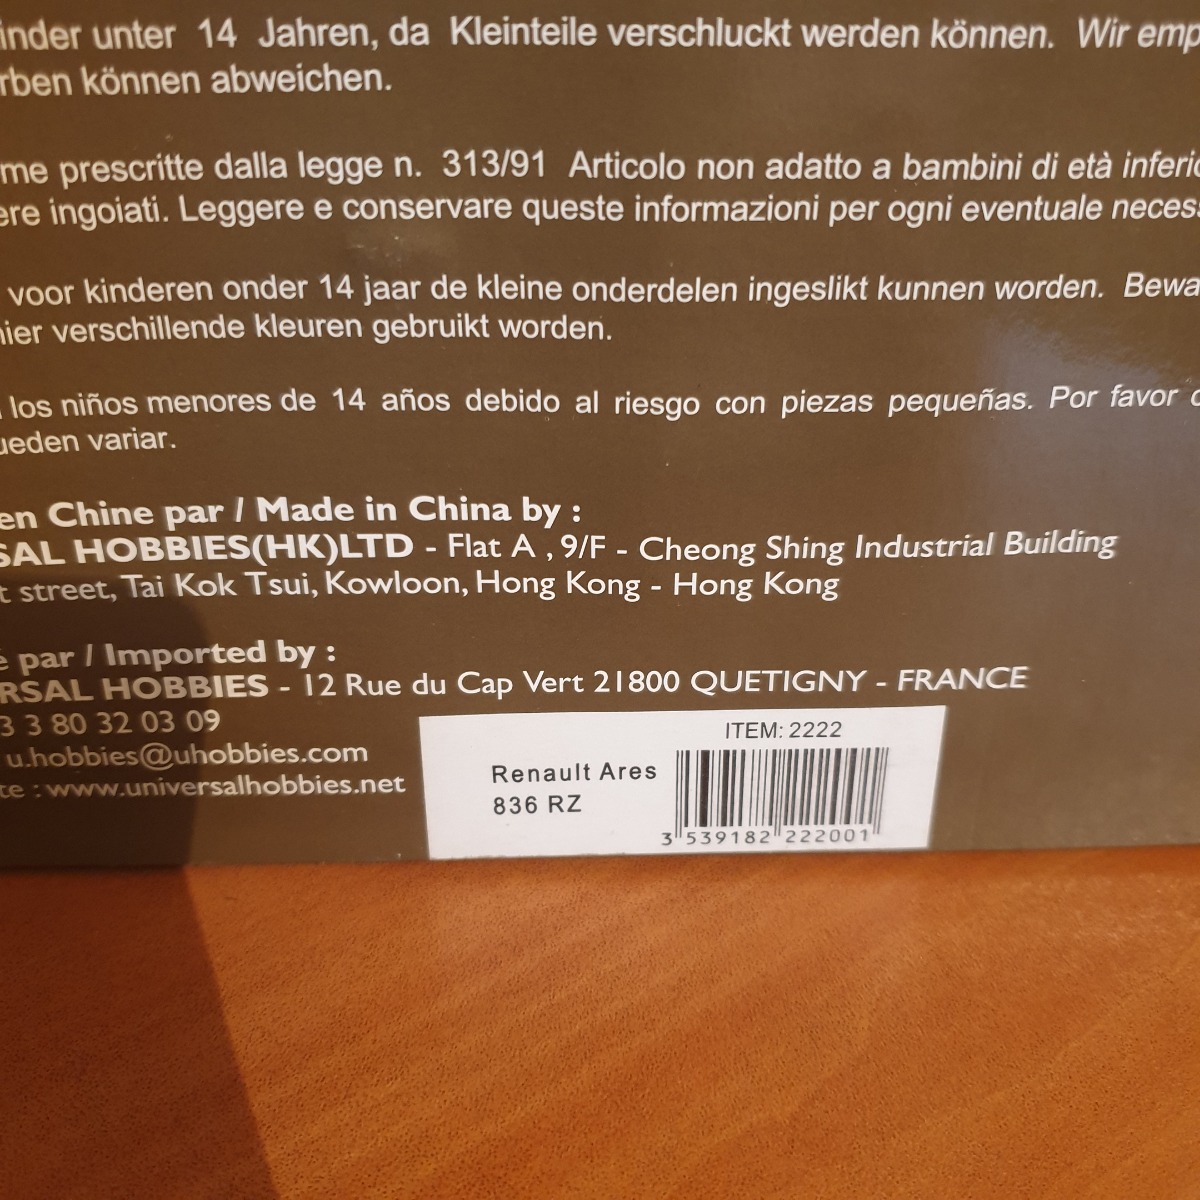 inder unter 14 Jahren, da Kleinteile verschluckt werden können. Wir emp
rben können abweichen.
me prescritte dalla legge n. 313/91 Articolo non adatto a bambini di età inferio
ere ingoiati. Leggere e conservare queste informazioni per ogni eventuale necess
voor kinderen onder 14 jaar de kleine onderdelen ingeslikt kunnen worden. Bewa
hier verschillende kleuren gebruikt worden.
los niños menores de 14 años debido al riesgo con piezas pequeñas. Por favor c
ueden variar.
en Chine par / Made in China by :
SAL HOBBIES(HK)LTD - Flat A , 9/F - Cheong Shing Industrial Building
t street, Tai Kok Tsui, Kowloon, Hong Kong - Hong Kong
é par / Imported by :
RSAL HOBBIES - 12 Rue du Cap Vert 21800 QUETIGNY - FRANCE
3 3 80 32 03 09
u.hobbies@uhobbies.com
te : www.universalhobbies.net
ITEM: 2222
Renault Ares
836 RZ
3 539182 222001